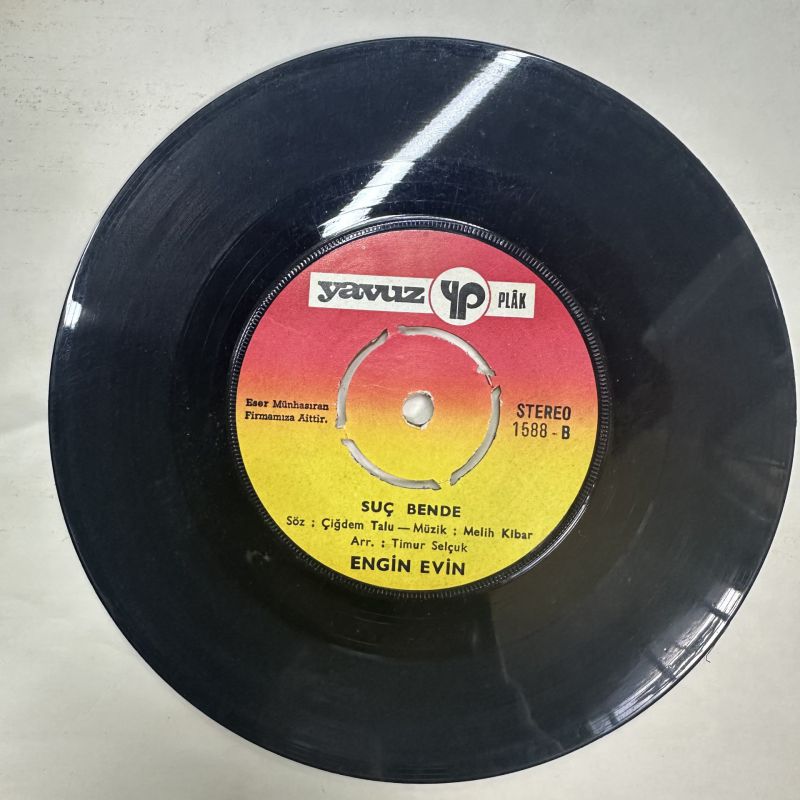 yavuz yp PLÂK
Eser Münhasıran
Firmamıza Aittir.
STEREO
1588 - B
SUÇ BENDE
Söz : Çiğdem Talu — Müzik : Melih Kibar
Arr. : Timur Selçuk
ENGİN EVİN